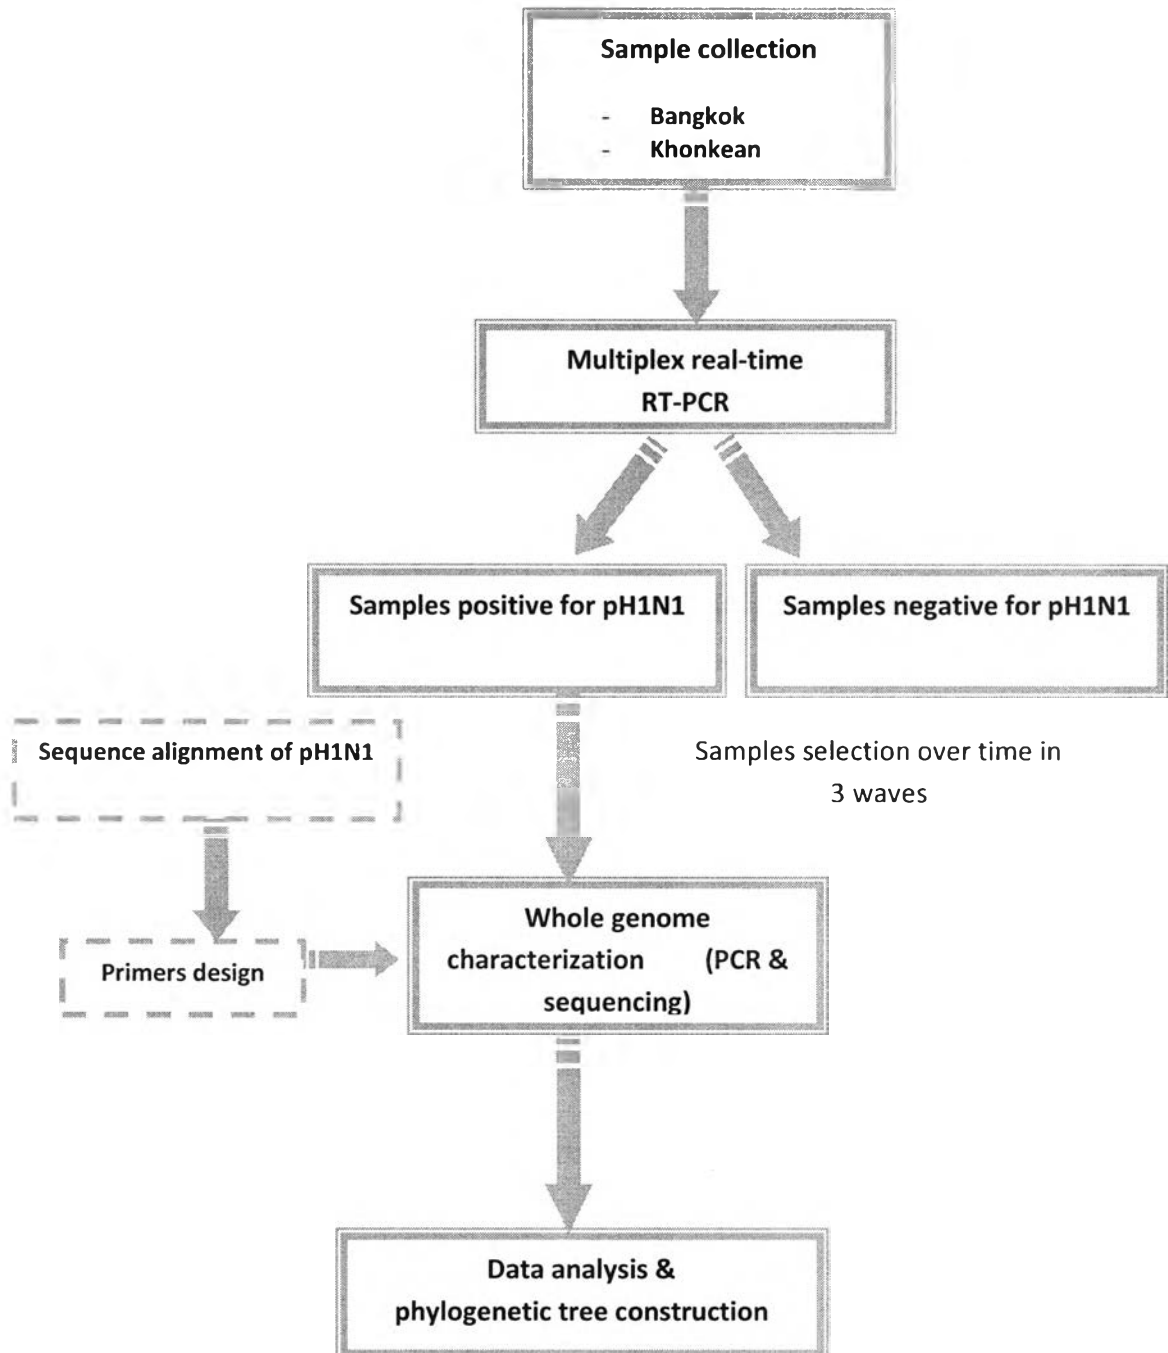 Sample collection
- Bangkok
- Khonkean
Multiplex real-time
RT-PCR
Samples positive for pH1N1
Samples negative for pH1N1
Sequence alignment of pH1N1
Samples selection over time in
3 waves
Primers design
Whole genome
characterization (PCR &
sequencing)
Data analysis &
phylogenetic tree construction